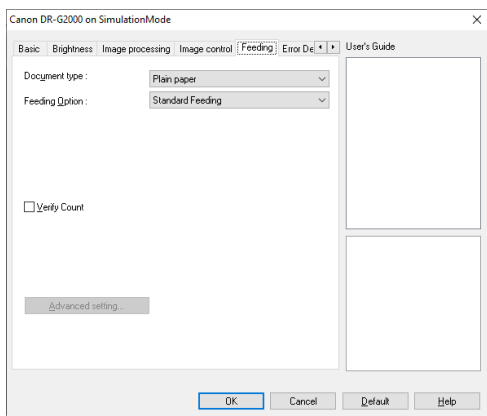 Canon DR-G2000 on SimulationMode
Basic Brightness Image processing Image control Feeding Error De
User's Guide
Document type :
Plain paper
Feeding Option :
Standard Feeding
Verify Count
Advanced setting...
OK Cancel Default Help